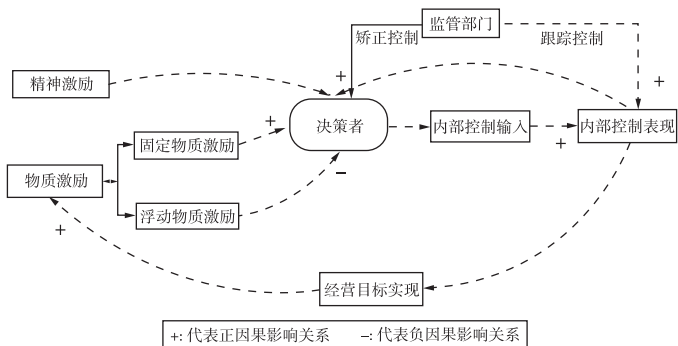 监管部门
矫正控制
跟踪控制
精神激励
+
+
决策者
+
固定物质激励
内部控制输入
+
内部控制表现
物质激励
浮动物质激励
−
+
经营目标实现
+: 代表正因果影响关系 −: 代表负因果影响关系